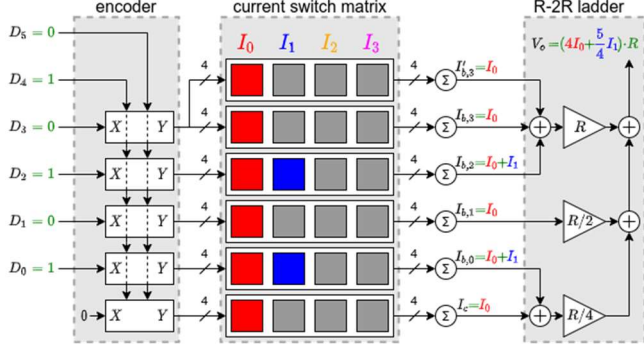 encoder current switch matrix R-2R ladder
D₅=0 I₀ I₁ I₂ I₃ Vₒ=(4I₀+5/4I₁)·R
D₄=1 4 4 Σ I′b,3=I₀
D₃=0 X Y 4 4 Σ Ib,3=I₀ + R +
D₂=1 X Y 4 4 Σ Ib,2=I₀+I₁
D₁=0 X Y 4 4 Σ Ib,1=I₀ R/2 +
D₀=1 X Y 4 4 Σ Ib,0=I₀+I₁
0 X Y 4 4 Σ Ic=I₀ + R/4